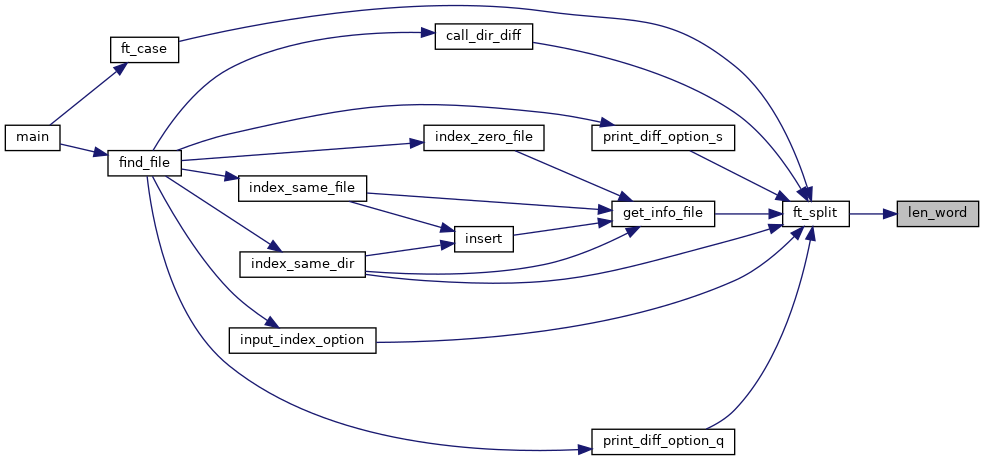 ft_case
call_dir_diff
main
index_zero_file
print_diff_option_s
find_file
index_same_file
get_info_file
ft_split
len_word
insert
index_same_dir
input_index_option
print_diff_option_q